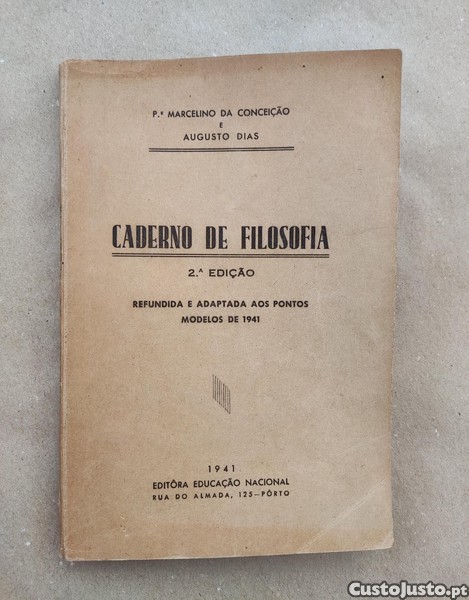 P.ᵉ MARCELINO DA CONCEIÇÃO
E
AUGUSTO DIAS
CADERNO DE FILOSOFIA
2.ᴬ EDIÇÃO
REFUNDIDA E ADAPTADA AOS PONTOS
MODELOS DE 1941
1941
EDITÔRA EDUCAÇÃO NACIONAL
RUA DO ALMADA, 125—PÔRTO
CustoJusto.pt